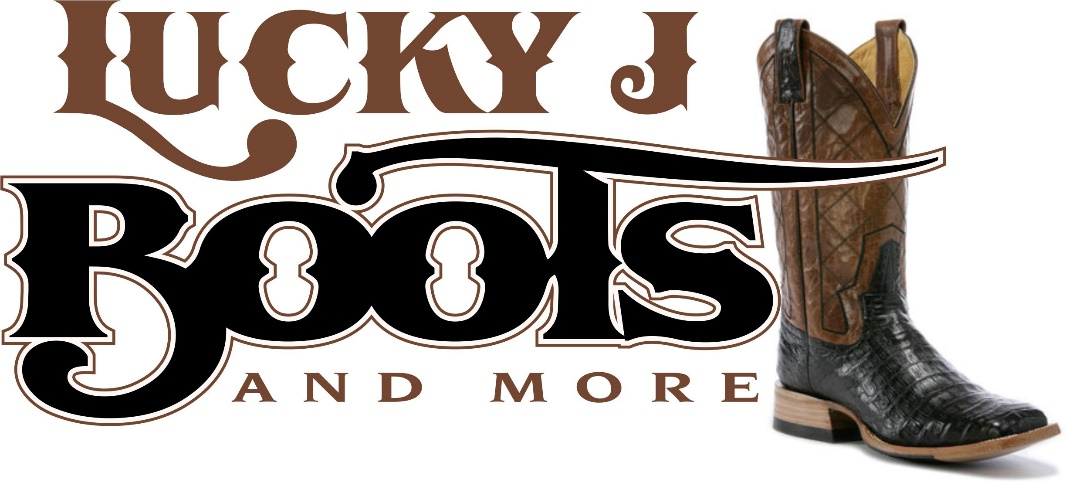 Lucky J
Boots
AND MORE